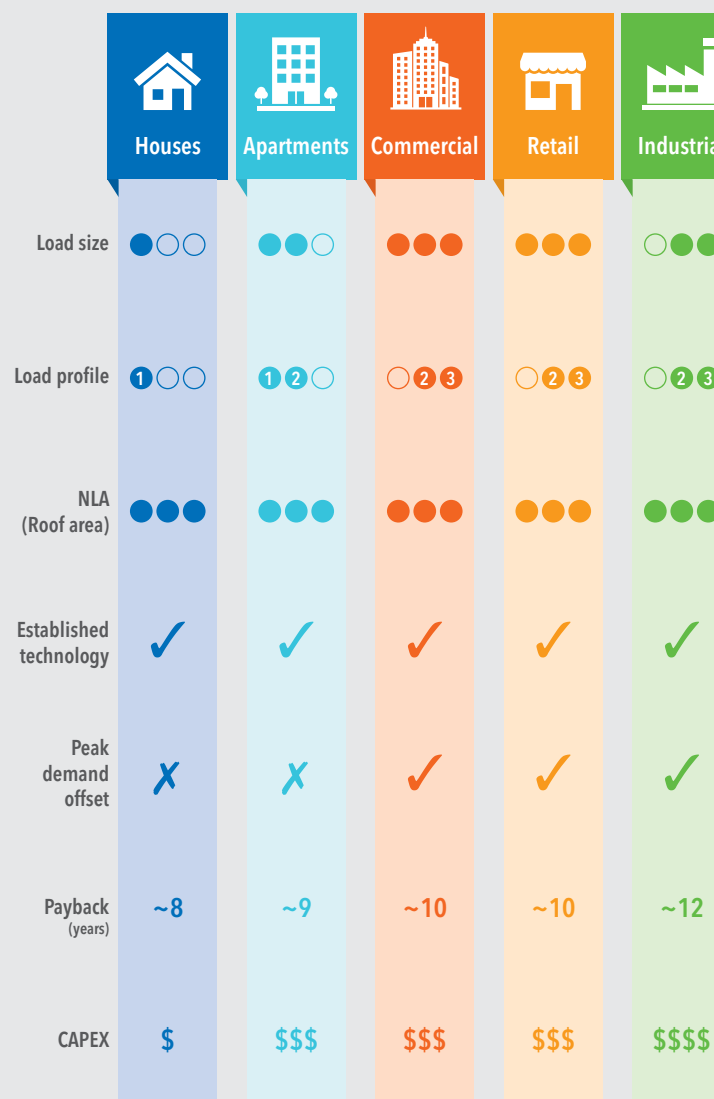 Houses Apartments Commercial Retail Industria
Load size
Load profile 1 1 2 2 3 2 3 2 3
NLA
(Roof area)
Established
technology
Peak
demand
offset
Payback ~8 ~9 ~10 ~10 ~12
(years)
CAPEX $ $$$ $$$ $$$ $$$$